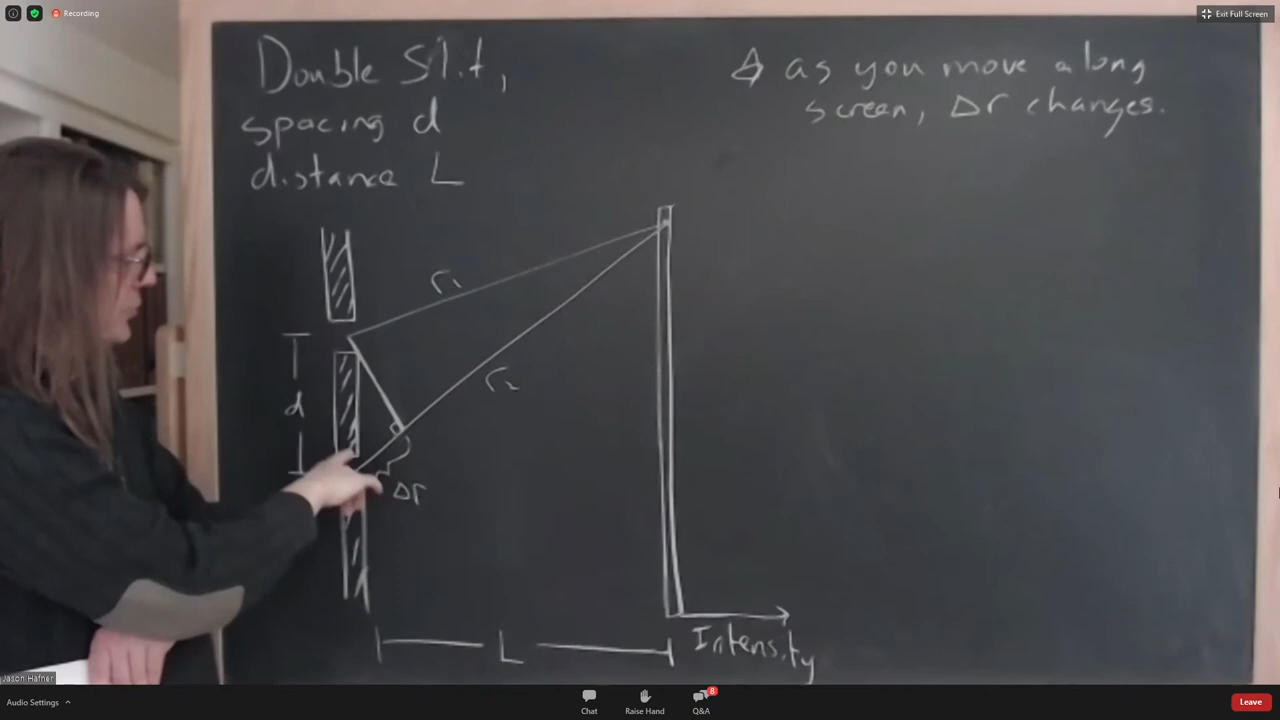 Recording
Exit Full Screen
Double Slit,
spacing d
distance L
as you move along
screen, Δr changes.
r₁
d
r₂
Δr
L
Intensity
Jason Hafner
Audio Settings
Chat
Raise Hand
8
Q&A
Leave